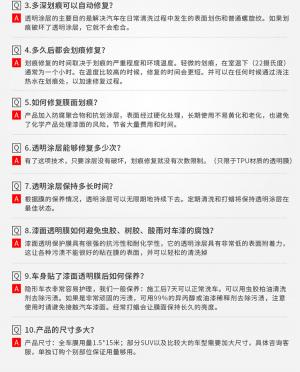 Q 3.多深划痕可以自动修复?
A 透明涂层的主要目的是解决汽车在日常清洗过程中发生的表面划伤和普通螺旋纹。如果划
痕破坏了透明涂层,它就不会愈合。
Q 4.多久后都会划痕修复?
A 划痕修复的时间取决于划痕的严重程度和环境温度。轻微的划痕,在室温下(22摄氏度)
通常为一个小时。在温度比较高的时候,修复的时间会更短。并可以在任何时候通过浇注
热水在划痕处,以加速修复过程。
Q 5.如何修复膜面划痕?
A 产品加入防腐聚合物和抗划涂层,表面经过硬化处理,长期使用不易黄化和老化,也避免
了化学产品处理漆面的风险,节省大量费用和时间。
Q 6.透明涂层能够修复多少次?
A 有了这项技术,只要涂层没有破坏,划痕修复就没有次数限制。(只限于TPU材质的透明膜)
Q 7.透明涂层保持多长时间?
A 根据膜的保养情况,透明涂层可以无限期地持续下去。定期清洗和打蜡将保持透明涂层在
最佳状态。
Q 8.漆面透明膜如何避免虫胶、树胶、酸雨对车漆的腐蚀?
A 漆面透明保护膜具有很强的抗污性和耐化学性,它的透明涂层具有非常低的表面附着力,
这让各种污渍不能很好的粘在膜的表面,并可以轻松的清洗掉
Q 9.车身贴了漆面透明膜后如何保养?
A 隐形车衣非常容易护理,我们一般保养:施工后7天可以正常洗车。可以用虫胶柏油清洗
剂去除污渍。如果是非常顽固的污渍,可用99%的异丙醇或油漆稀释剂去除污渍,注意
使用时请避免接触汽车漆面。经常打蜡会让膜面保持长久的亮度。
Q 10.产品的尺寸多大?
A 产品尺寸:全车膜用量1.5*15米;部分SUV以及比较大的车型需要加大尺寸,具体咨询客
服,单独订购个别部位保证用量够用。